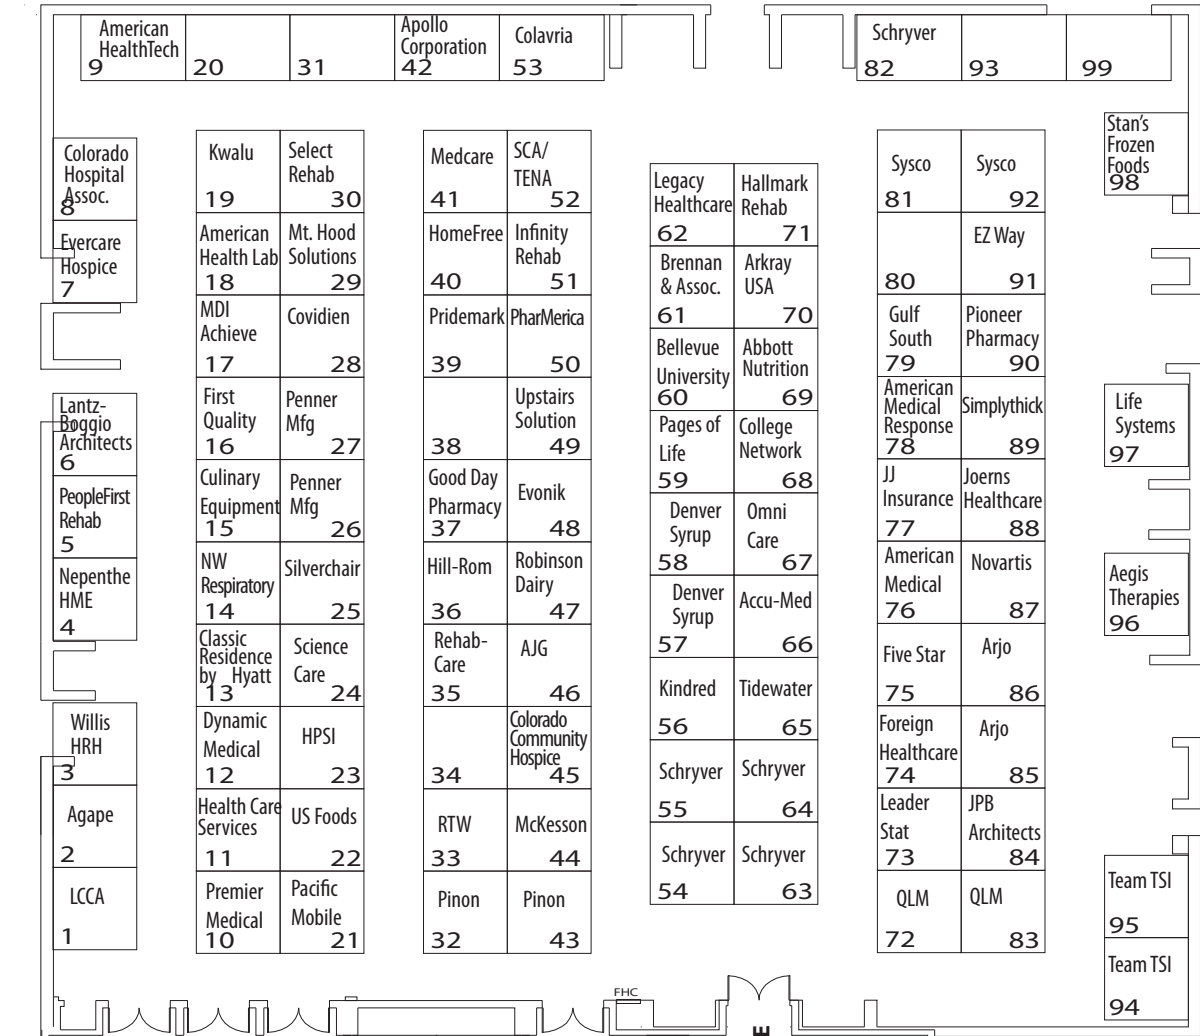 American
HealthTech
9
20
31
Apollo
Corporation
42
Colavria
53
Schryver
82
93
99
Colorado
Hospital
Assoc.
8
Evercare
Hospice
7
Lantz-
Boggio
Architects
6
PeopleFirst
Rehab
5
Nepenthe
HME
4
Willis
HRH
3
Agape
2
LCCA
1
Kwalu
19
Select
Rehab
30
American
Health Lab
18
Mt. Hood
Solutions
29
MDI
Achieve
17
Covidien
28
First
Quality
16
Penner
Mfg
27
Culinary
Equipment
15
Penner
Mfg
26
NW
Respiratory
14
Silverchair
25
Classic
Residence
by Hyatt
13
Science
Care
24
Dynamic
Medical
12
HPSI
23
Health Care
Services
11
US Foods
22
Premier
Medical
10
Pacific
Mobile
21
Medcare
41
SCA/
TENA
52
HomeFree
40
Infinity
Rehab
51
Pridemark
39
PharMerica
50
38
Upstairs
Solution
49
Good Day
Pharmacy
37
Evonik
48
Hill-Rom
36
Robinson
Dairy
47
Rehab-
Care
35
AJG
46
34
Colorado
Community
Hospice
45
RTW
33
McKesson
44
Pinon
32
Pinon
43
Legacy
Healthcare
62
Hallmark
Rehab
71
Brennan
& Assoc.
61
Arkray
USA
70
Bellevue
University
60
Abbott
Nutrition
69
Pages of
Life
59
College
Network
68
Denver
Syrup
58
Omni
Care
67
Denver
Syrup
57
Accu-Med
66
Kindred
56
Tidewater
65
Schryver
55
Schryver
64
Schryver
54
Schryver
63
Sysco
81
Sysco
92
80
EZ Way
91
Gulf
South
79
Pioneer
Pharmacy
90
American
Medical
Response
78
Simplythick
89
JJ
Insurance
77
Joerns
Healthcare
88
American
Medical
76
Novartis
87
Five Star
75
Arjo
86
Foreign
Healthcare
74
Arjo
85
Leader
Stat
73
JPB
Architects
84
QLM
72
QLM
83
Stan's
Frozen
Foods
98
Life
Systems
97
Aegis
Therapies
96
Team TSI
95
Team TSI
94
FHC
E